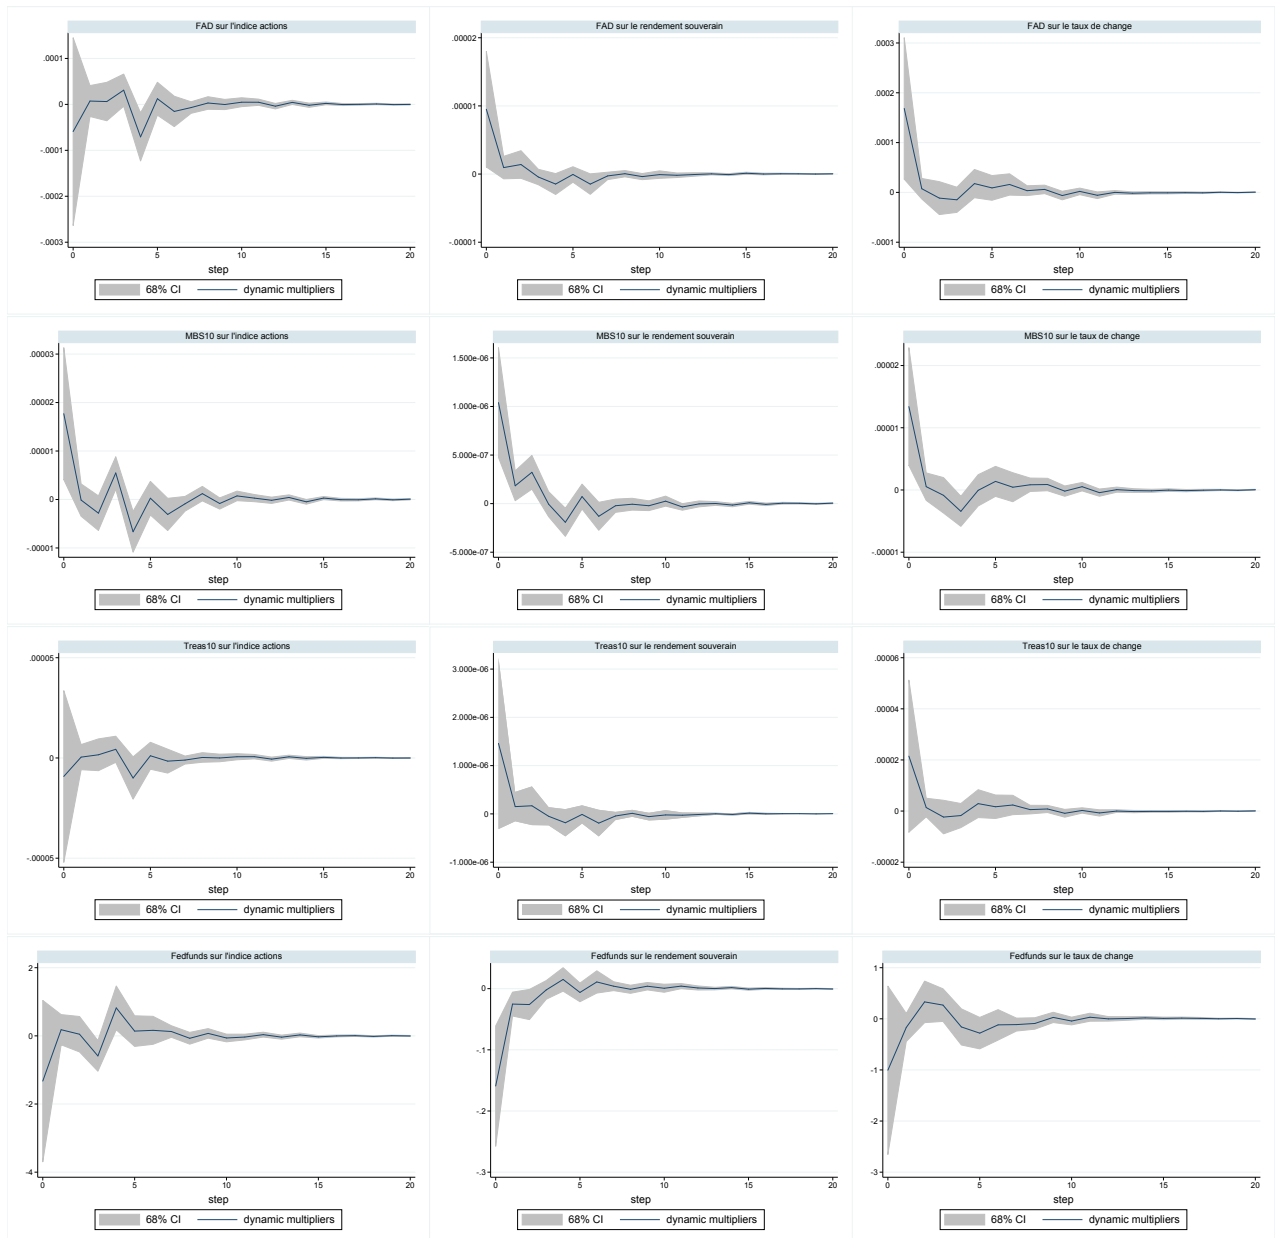 FAD sur l'indice actions
.0001
0
-.0001
-.0002
-.0003
0 5 10 15 20
step
68% CI dynamic multipliers
FAD sur le rendement souverain
.00002
.00001
0
-.00001
0 5 10 15 20
step
68% CI dynamic multipliers
FAD sur le taux de change
.0003
.0002
.0001
0
-.0001
0 5 10 15 20
step
68% CI dynamic multipliers
MBS10 sur l'indice actions
.00003
.00002
.00001
0
-.00001
0 5 10 15 20
step
68% CI dynamic multipliers
MBS10 sur le rendement souverain
1.500e-06
1.000e-06
5.000e-07
0
-5.000e-07
0 5 10 15 20
step
68% CI dynamic multipliers
MBS10 sur le taux de change
.00002
.00001
0
-.00001
0 5 10 15 20
step
68% CI dynamic multipliers
Treas10 sur l'indice actions
.00005
0
-.00005
0 5 10 15 20
step
68% CI dynamic multipliers
Treas10 sur le rendement souverain
3.000e-06
2.000e-06
1.000e-06
0
-1.000e-06
0 5 10 15 20
step
68% CI dynamic multipliers
Treas10 sur le taux de change
.00006
.00004
.00002
0
-.00002
0 5 10 15 20
step
68% CI dynamic multipliers
Fedfunds sur l'indice actions
2
0
-2
-4
0 5 10 15 20
step
68% CI dynamic multipliers
Fedfunds sur le rendement souverain
0
-.1
-.2
-.3
0 5 10 15 20
step
68% CI dynamic multipliers
Fedfunds sur le taux de change
1
0
-1
-2
-3
0 5 10 15 20
step
68% CI dynamic multipliers